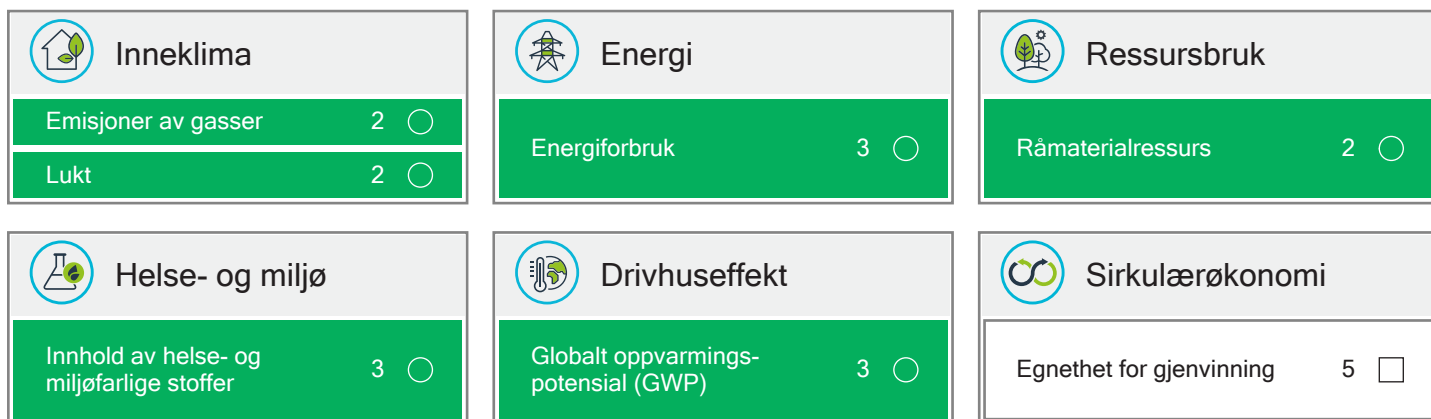 Inneklima
Emisjoner av gasser 2
Lukt 2
Energi
Energiforbruk 3
Ressursbruk
Råmaterialressurs 2
Helse- og miljø
Innhold av helse- og
miljøfarlige stoffer 3
Drivhuseffekt
Globalt oppvarmings-
potensial (GWP) 3
Sirkulærøkonomi
Egnethet for gjenvinning 5